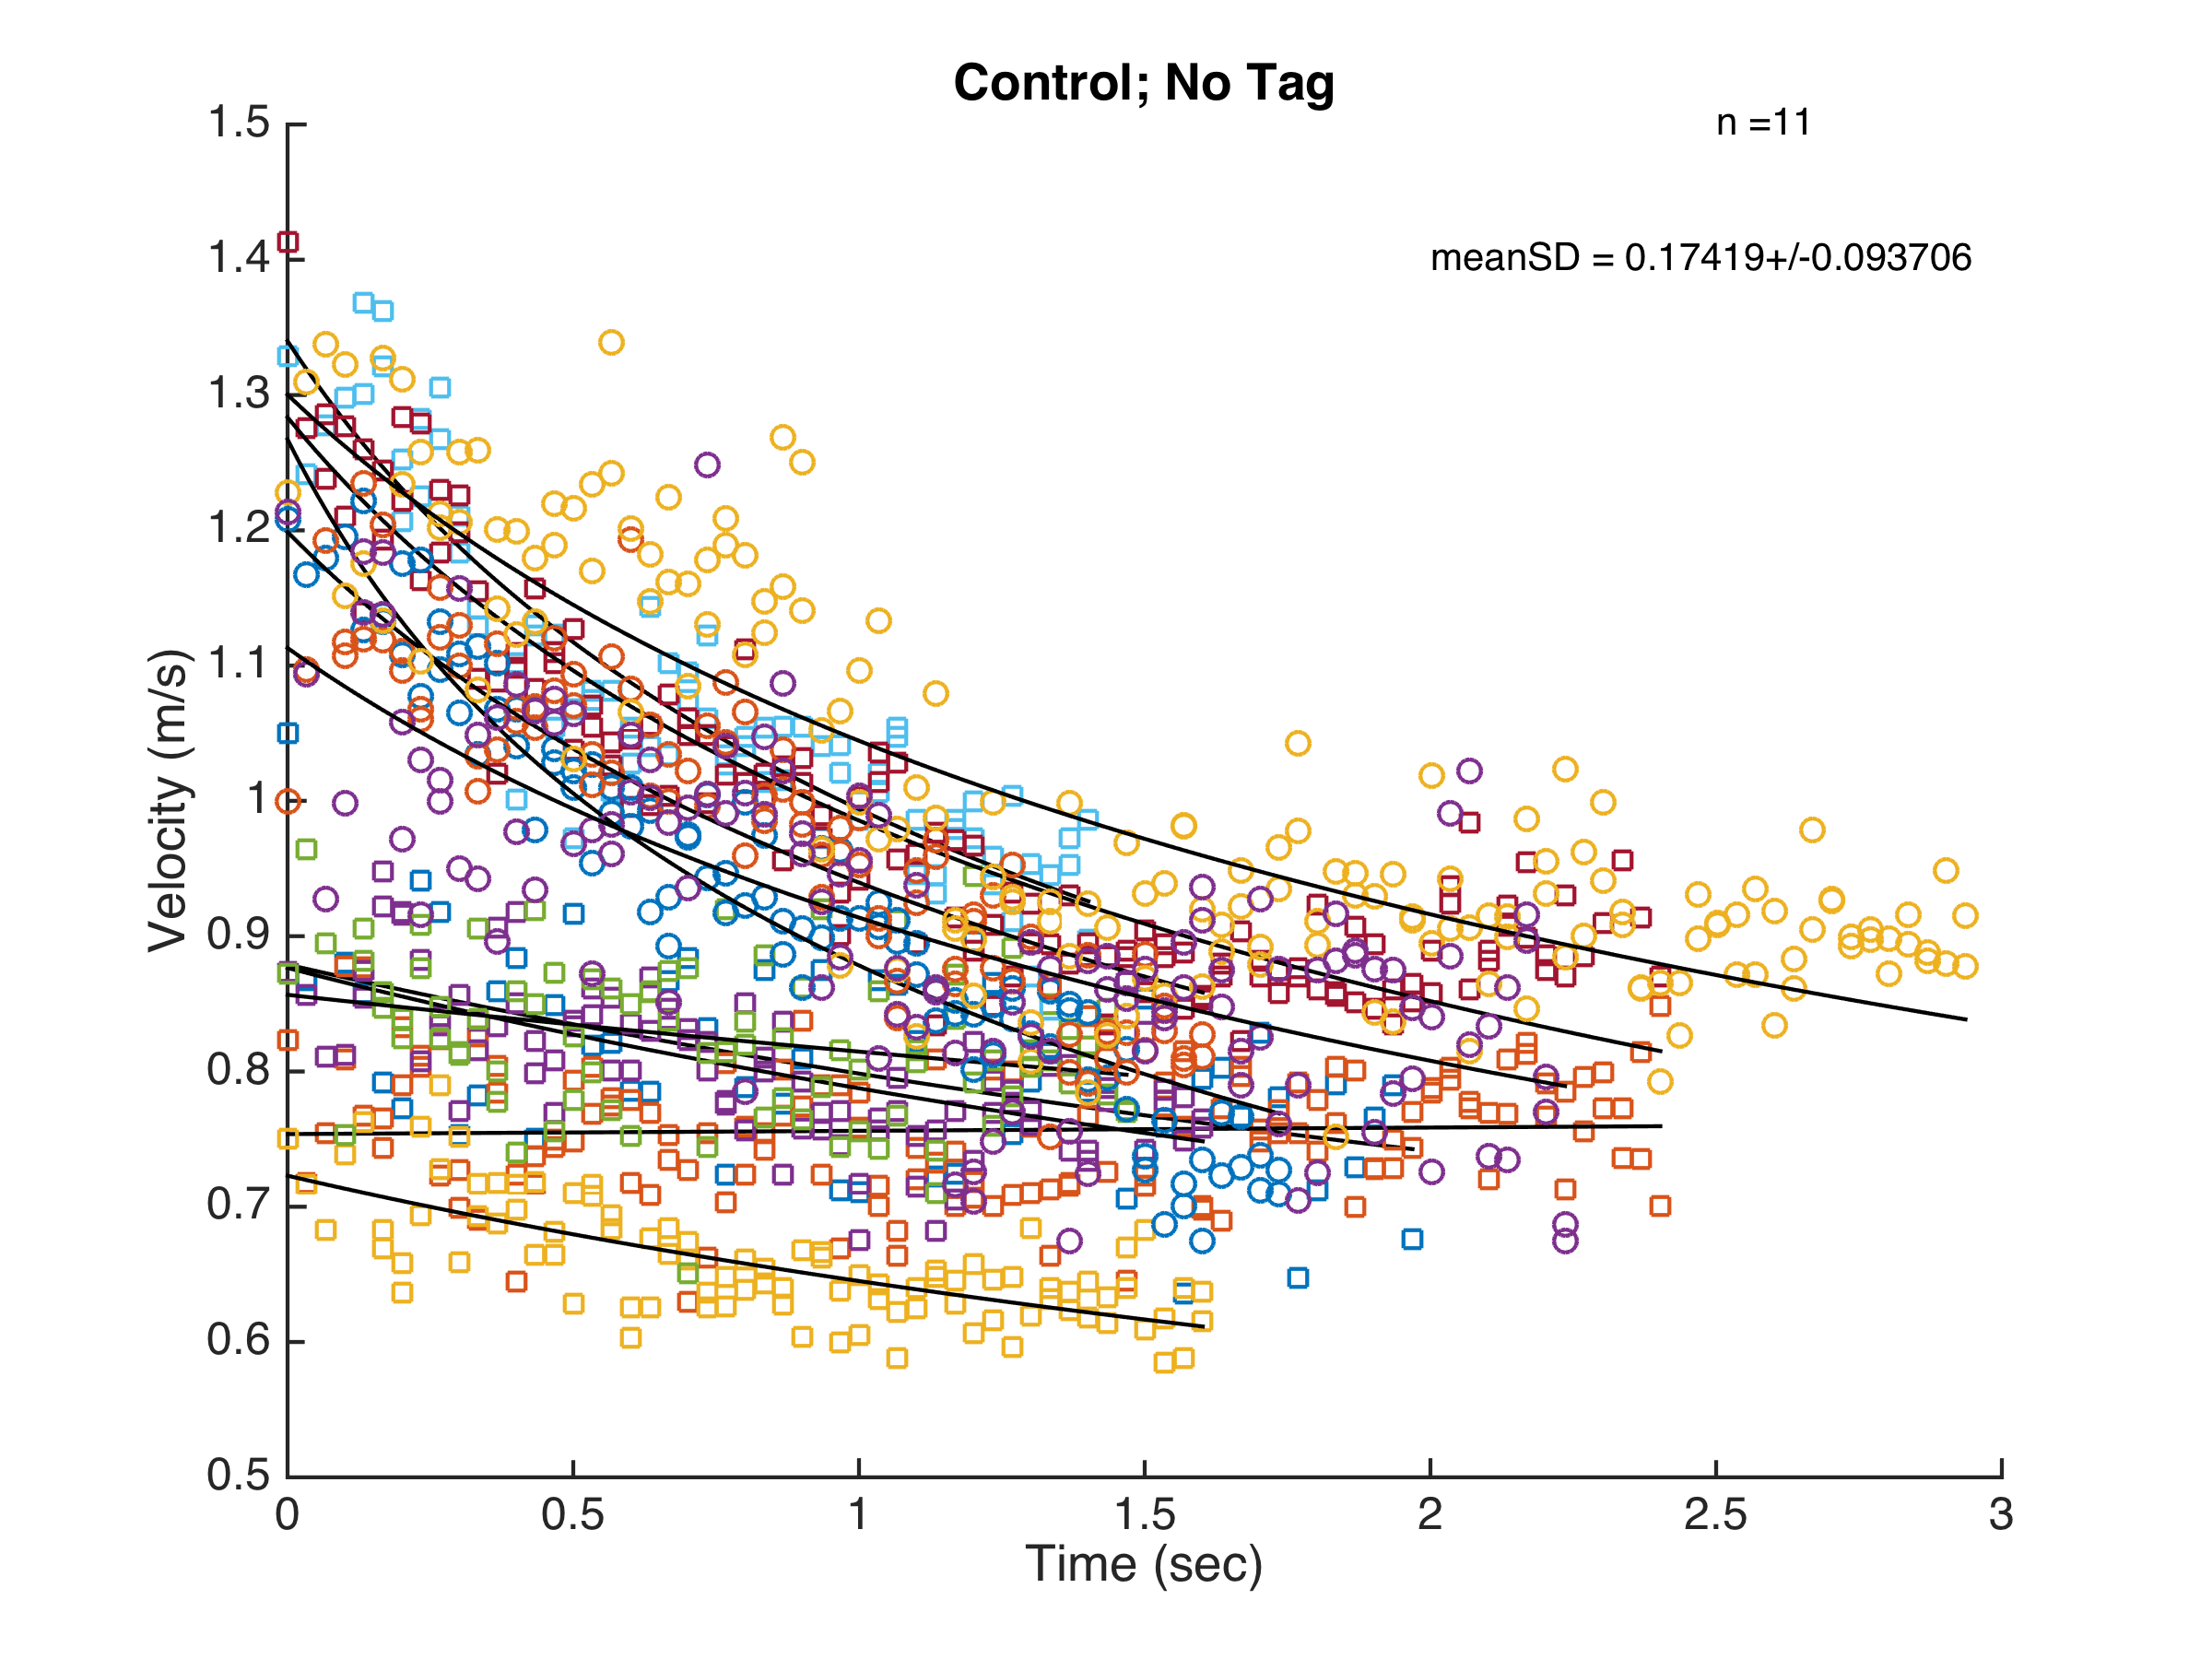 Control; No Tag
n =11
meanSD = 0.17419+/-0.093706
1.5
1.4
1.3
1.2
1.1
1
0.9
0.8
0.7
0.6
0.5
Velocity (m/s)
0 0.5 1 1.5 2 2.5 3
Time (sec)